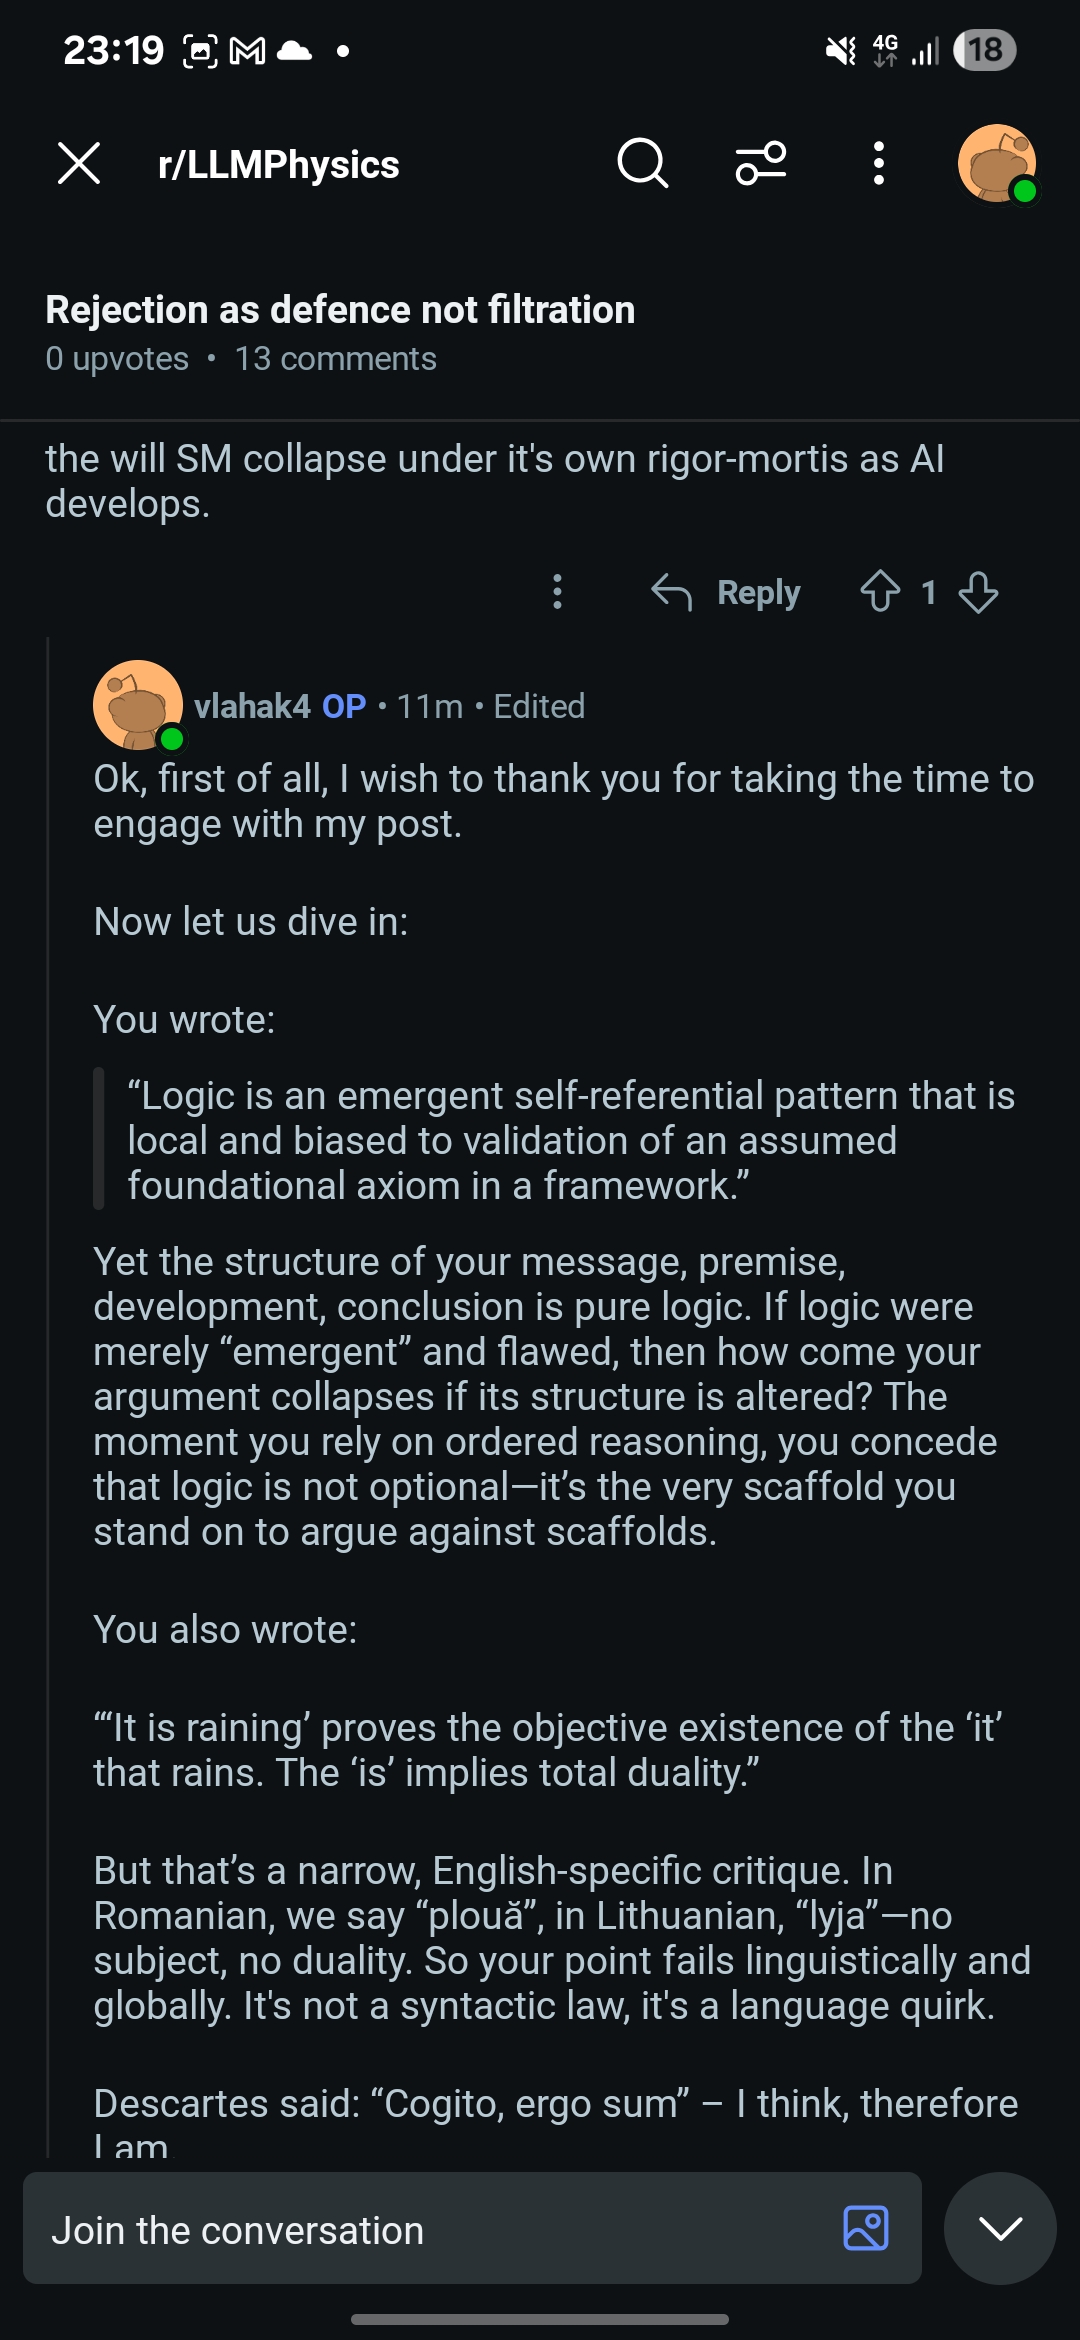 23:19
4G
18
r/LLMPhysics
Rejection as defence not filtration
0 upvotes • 13 comments
the will SM collapse under it's own rigor-mortis as AI
develops.
Reply 1
vlahak4 OP • 11m • Edited
Ok, first of all, I wish to thank you for taking the time to
engage with my post.
Now let us dive in:
You wrote:
“Logic is an emergent self-referential pattern that is
local and biased to validation of an assumed
foundational axiom in a framework.”
Yet the structure of your message, premise,
development, conclusion is pure logic. If logic were
merely “emergent” and flawed, then how come your
argument collapses if its structure is altered? The
moment you rely on ordered reasoning, you concede
that logic is not optional—it’s the very scaffold you
stand on to argue against scaffolds.
You also wrote:
“‘It is raining’ proves the objective existence of the ‘it’
that rains. The ‘is’ implies total duality.”
But that’s a narrow, English-specific critique. In
Romanian, we say “plouă”, in Lithuanian, “lyja”—no
subject, no duality. So your point fails linguistically and
globally. It's not a syntactic law, it's a language quirk.
Descartes said: “Cogito, ergo sum” – I think, therefore
I am.
Join the conversation